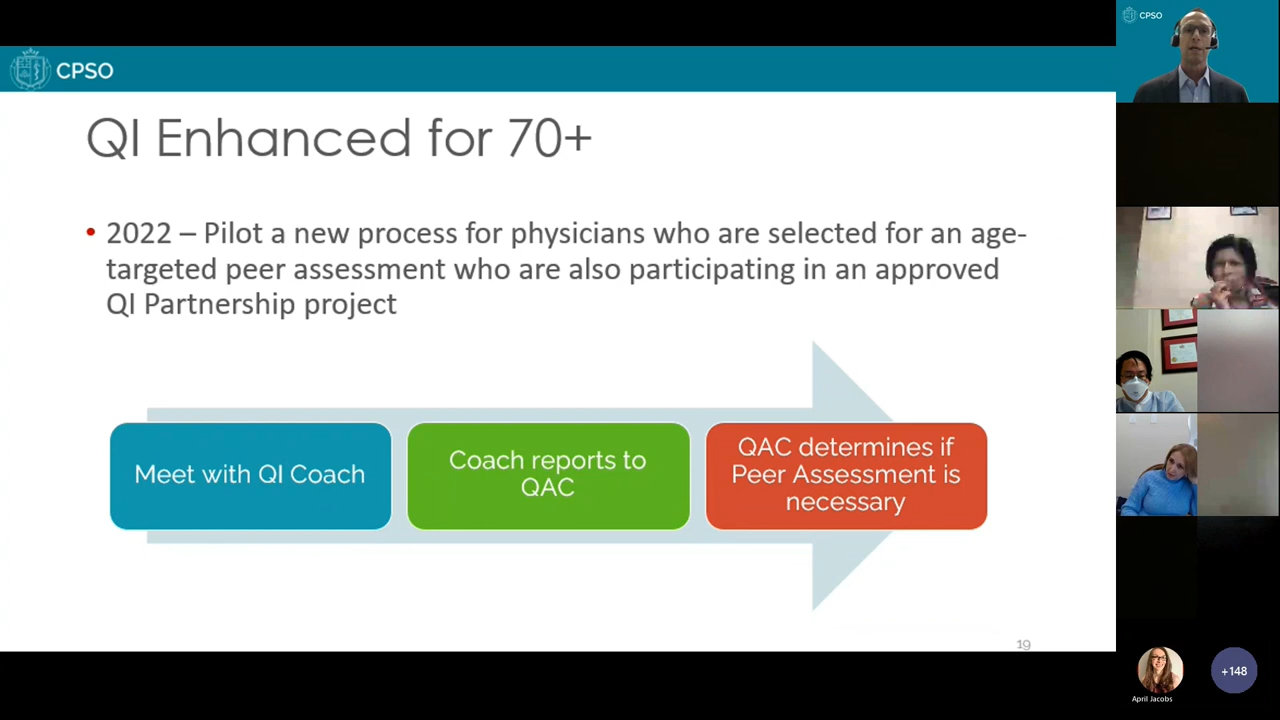 CPSO
QI Enhanced for 70+
• 2022 – Pilot a new process for physicians who are selected for an age-
targeted peer assessment who are also participating in an approved
QI Partnership project
Meet with QI Coach
Coach reports to
QAC
QAC determines if
Peer Assessment is
necessary
19
CPSO
April Jacobs
+148